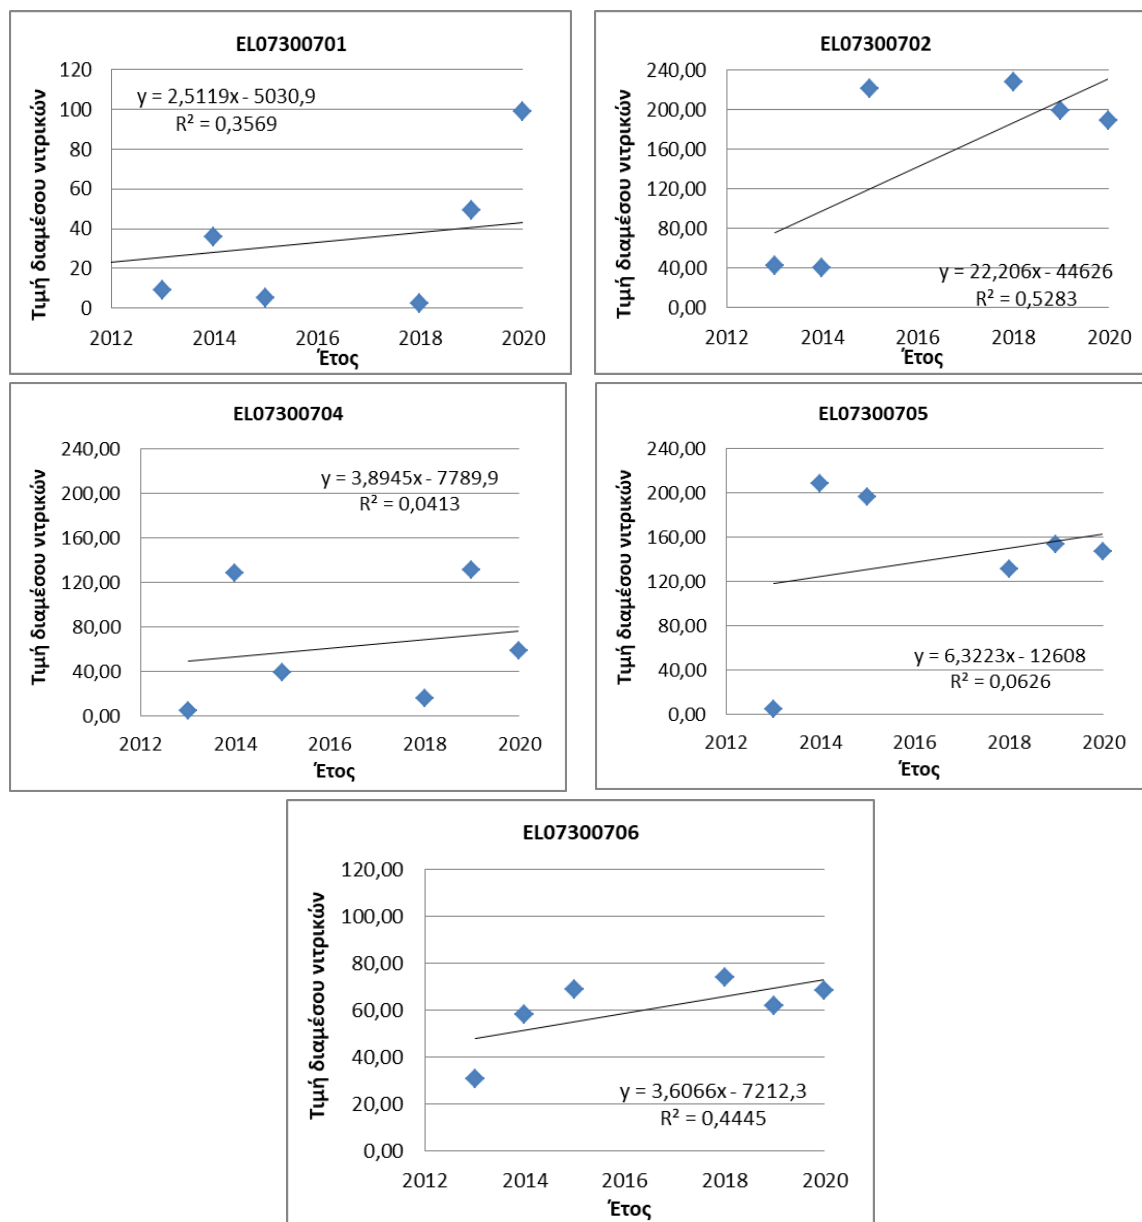 EL07300701
120
100
80
60
40
20
0
y = 2,5119x - 5030,9
R² = 0,3569
2012 2014 2016 2018 2020
Έτος
Τιμή διαμέσου νιτρικών
EL07300702
240,00
200,00
160,00
120,00
80,00
40,00
0,00
y = 22,206x - 44626
R² = 0,5283
2012 2014 2016 2018 2020
Έτος
Τιμή διαμέσου νιτρικών
EL07300704
240,00
200,00
160,00
120,00
80,00
40,00
0,00
y = 3,8945x - 7789,9
R² = 0,0413
2012 2014 2016 2018 2020
Έτος
Τιμή διαμέσου νιτρικών
EL07300705
240,00
200,00
160,00
120,00
80,00
40,00
0,00
y = 6,3223x - 12608
R² = 0,0626
2012 2014 2016 2018 2020
Έτος
Τιμή διαμέσου νιτρικών
EL07300706
120,00
100,00
80,00
60,00
40,00
20,00
0,00
y = 3,6066x - 7212,3
R² = 0,4445
2012 2014 2016 2018 2020
Έτος
Τιμή διαμέσου νιτρικών